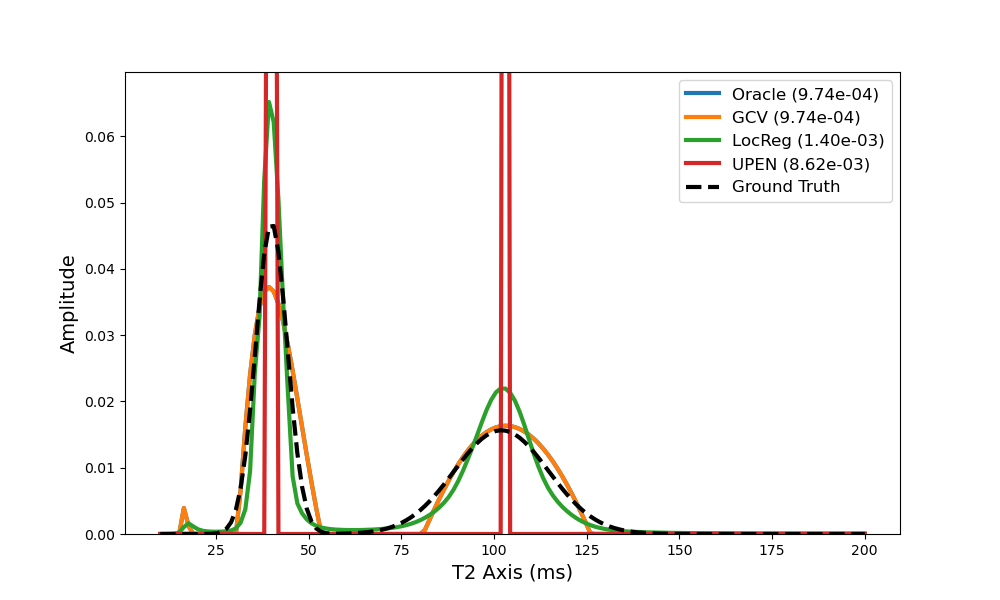 Oracle (9.74e-04)
GCV (9.74e-04)
LocReg (1.40e-03)
UPEN (8.62e-03)
Ground Truth
Amplitude
0.06
0.05
0.04
0.03
0.02
0.01
0.00
25 50 75 100 125 150 175 200
T2 Axis (ms)